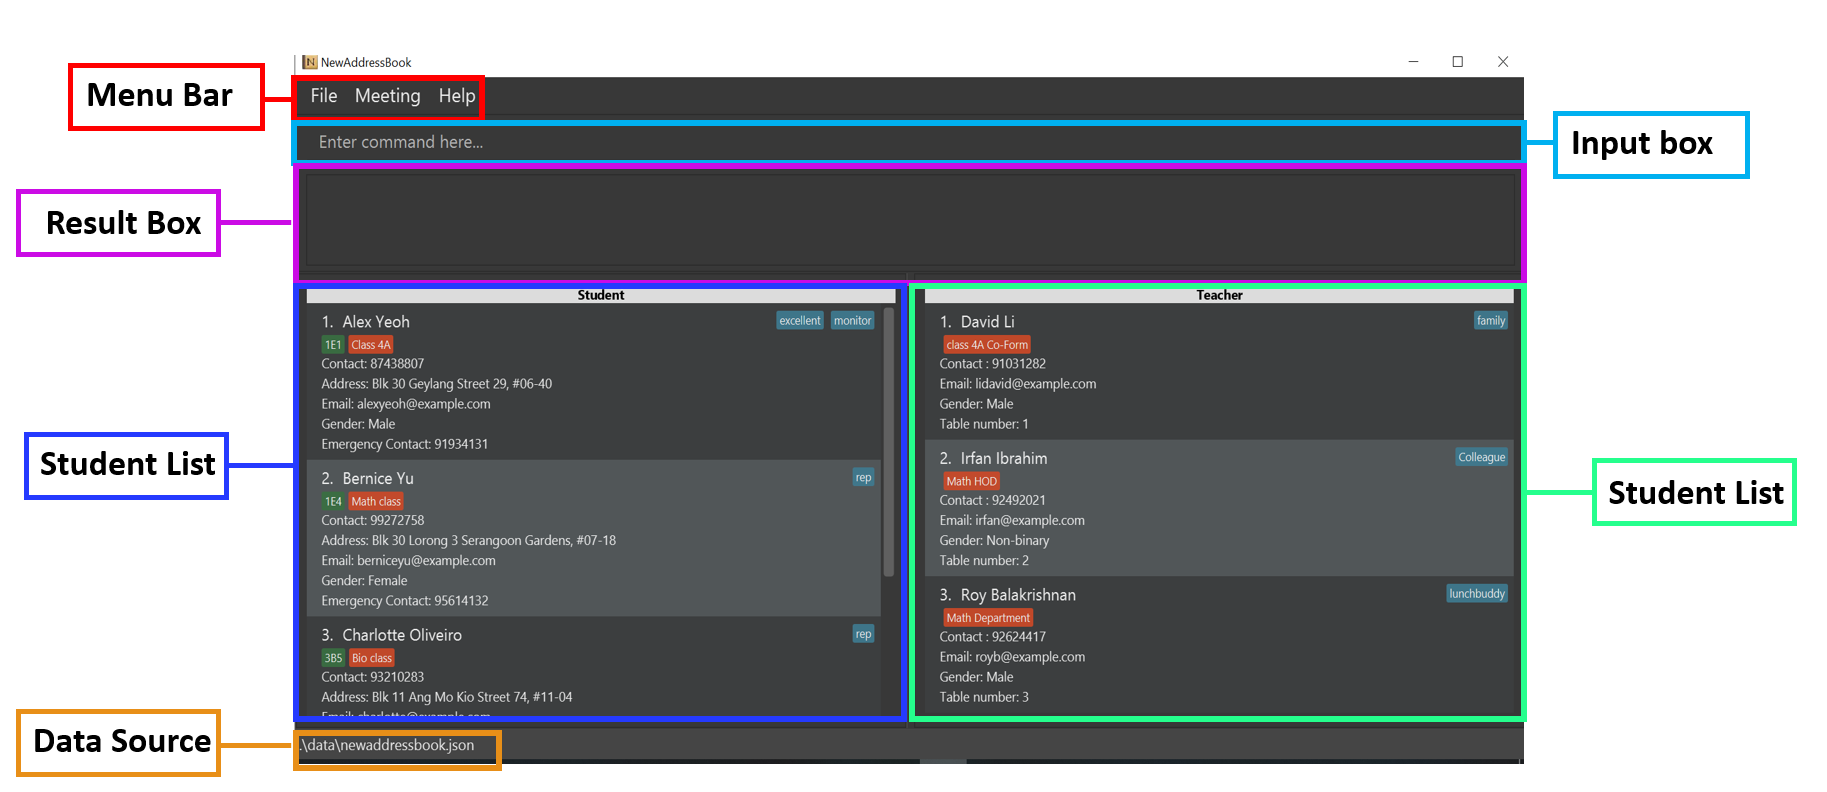 NewAddressBook
Menu Bar
File Meeting Help
Enter command here...
Input box
Result Box
Student
1. Alex Yeoh
excellent monitor
1E1 Class 4A
Contact: 87438807
Address: Blk 30 Geylang Street 29, #06-40
Email: alexyeoh@example.com
Gender: Male
Emergency Contact: 91934131
2. Bernice Yu
rep
1E4 Math class
Contact: 99272758
Address: Blk 30 Lorong 3 Serangoon Gardens, #07-18
Email: berniceyu@example.com
Gender: Female
Emergency Contact: 95614132
3. Charlotte Oliveiro
rep
3B5 Bio class
Contact: 93210283
Address: Blk 11 Ang Mo Kio Street 74, #11-04
Email: charlotte@example.com
Student List
Teacher
1. David Li
family
class 4A Co-Form
Contact : 91031282
Email: lidavid@example.com
Gender: Male
Table number: 1
2. Irfan Ibrahim
Colleague
Math HOD
Contact : 92492021
Email: irfan@example.com
Gender: Non-binary
Table number: 2
3. Roy Balakrishnan
lunchbuddy
Math Department
Contact : 92624417
Email: royb@example.com
Gender: Male
Table number: 3
Student List
Data Source
.\data\newaddressbook.json